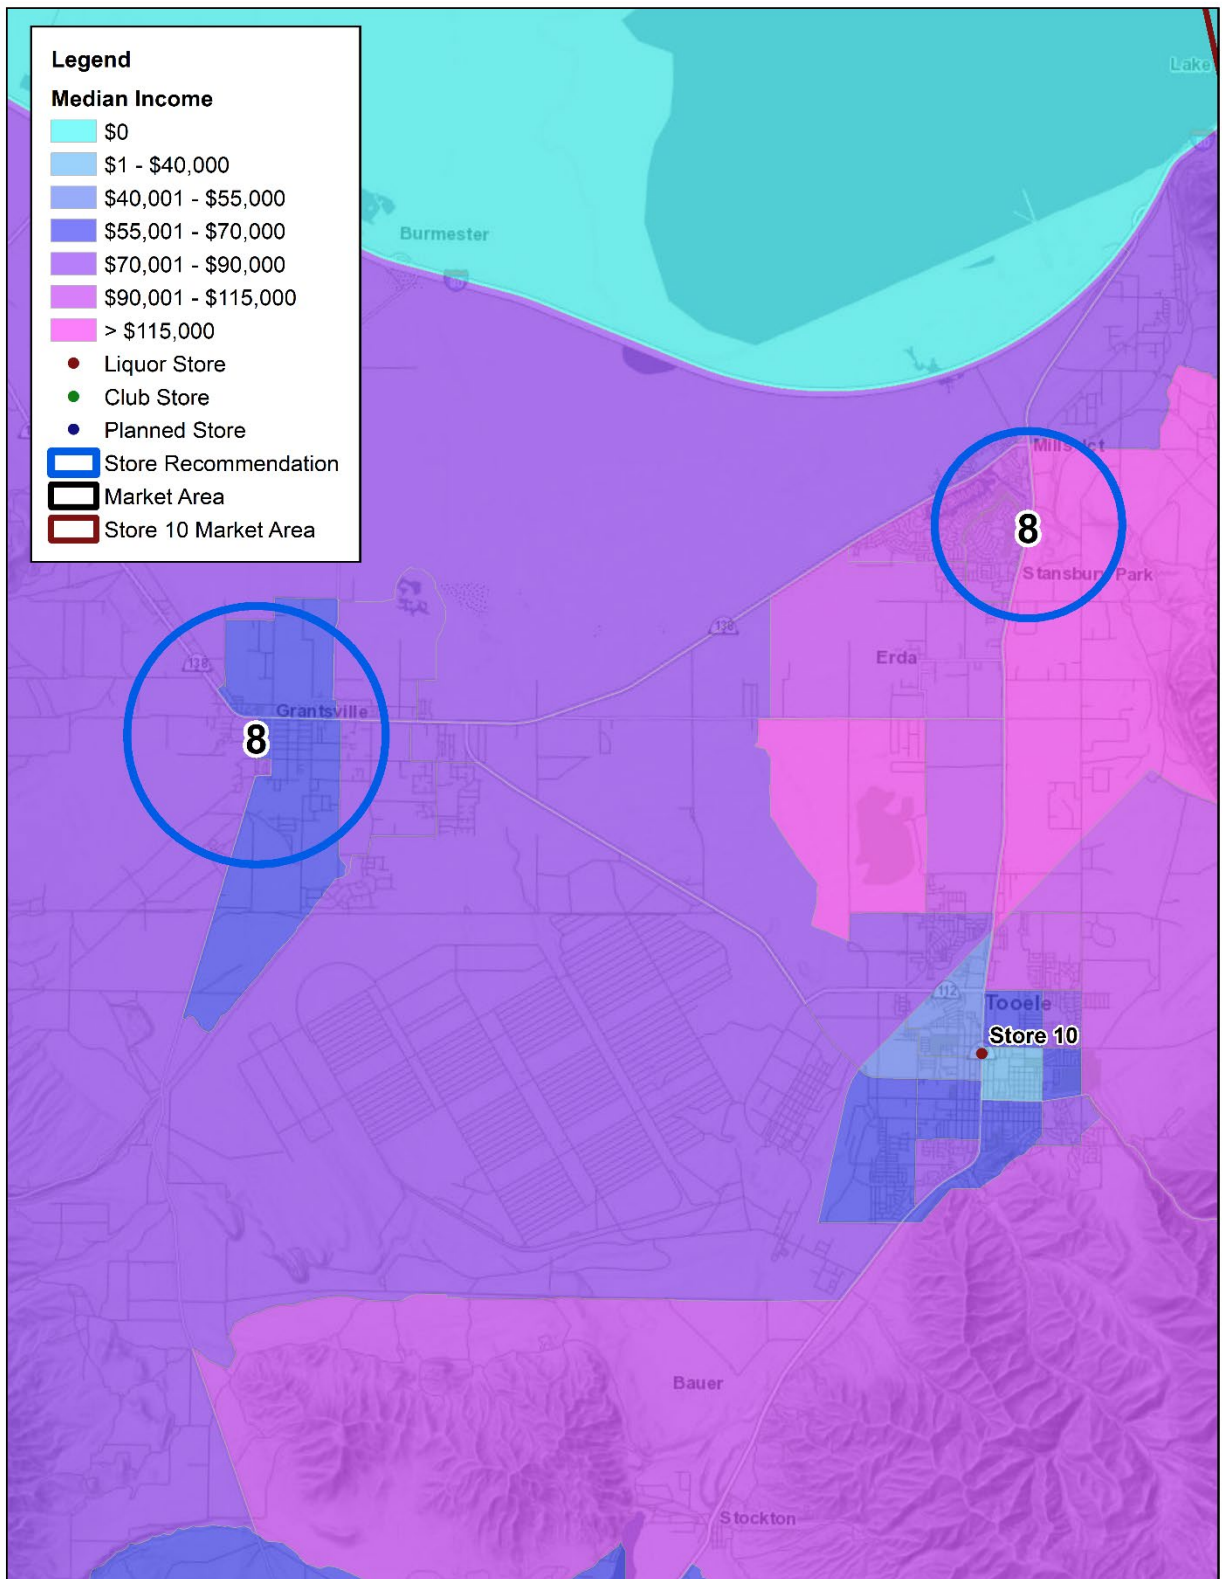 Legend
Median Income
$0
$1 - $40,000
$40,001 - $55,000
$55,001 - $70,000
$70,001 - $90,000
$90,001 - $115,000
> $115,000
Liquor Store
Club Store
Planned Store
Store Recommendation
Market Area
Store 10 Market Area
Lake
Burmester
8
Stansbury Park
138
Erda
138
Grantsville
8
112
Tooele
Store 10
Bauer
Stockton